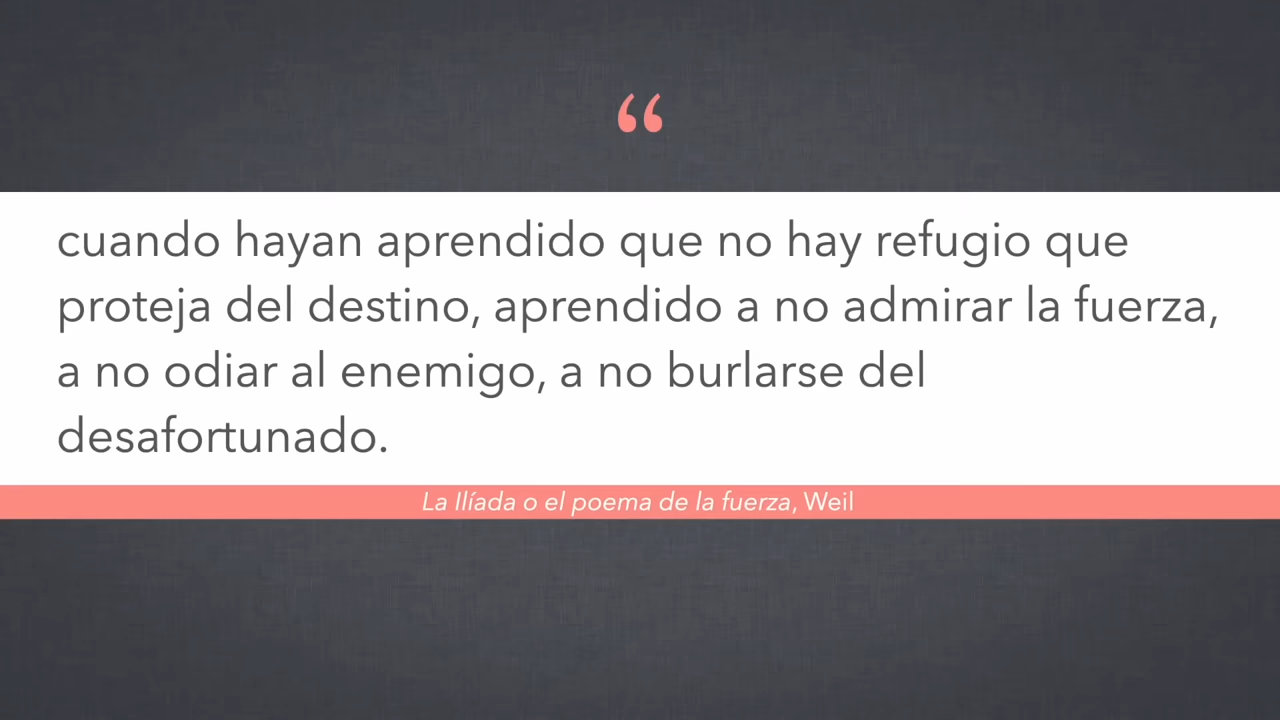 “
cuando hayan aprendido que no hay refugio que
proteja del destino, aprendido a no admirar la fuerza,
a no odiar al enemigo, a no burlarse del
desafortunado.
La Ilíada o el poema de la fuerza, Weil